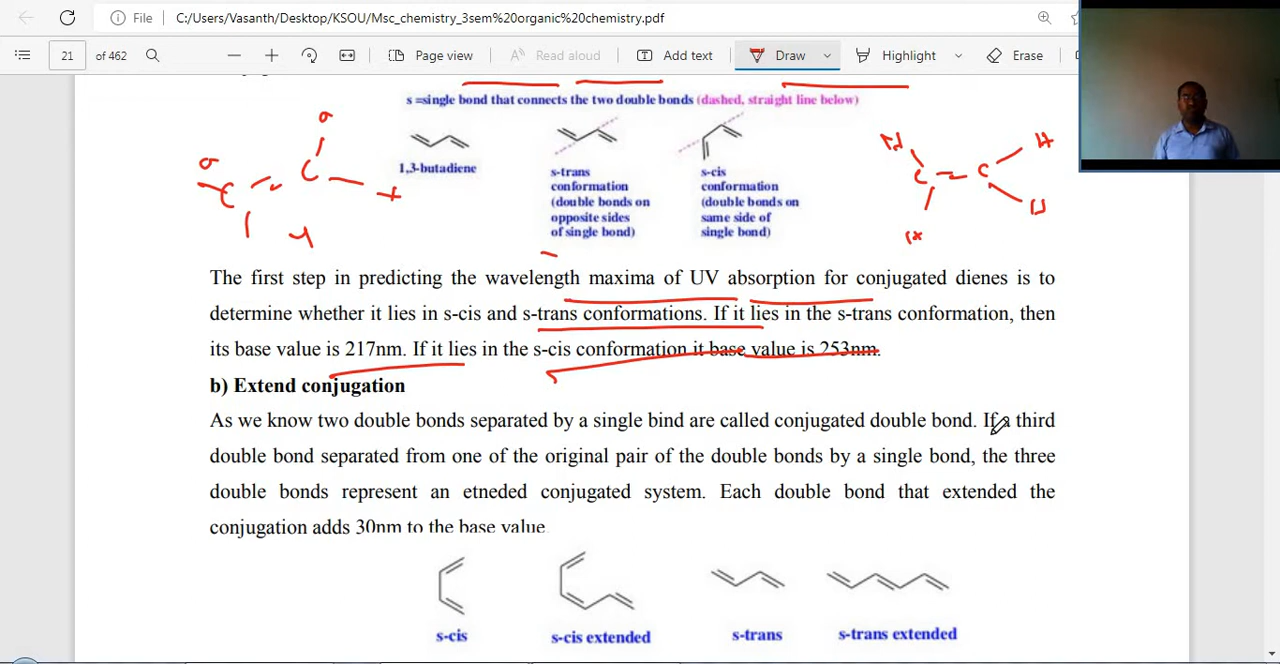 File C:/Users/Vasanth/Desktop/KSOU/Msc_chemistry_3sem%20organic%20chemistry.pdf
21 of 462 Page view Read aloud Add text Draw Highlight Erase
s =single bond that connects the two double bonds (dashed, straight line below)
1,3-butadiene
s-trans
conformation
(double bonds on
opposite sides
of single bond)
s-cis
conformation
(double bonds on
same side of
single bond)
C
C
C = C
H
The first step in predicting the wavelength maxima of UV absorption for conjugated dienes is to
determine whether it lies in s-cis and s-trans conformations. If it lies in the s-trans conformation, then
its base value is 217nm. If it lies in the s-cis conformation it base value is 253nm.
b) Extend conjugation
As we know two double bonds separated by a single bind are called conjugated double bond. If a third
double bond separated from one of the original pair of the double bonds by a single bond, the three
double bonds represent an etneded conjugated system. Each double bond that extended the
conjugation adds 30nm to the base value
s-cis s-cis extended s-trans s-trans extended